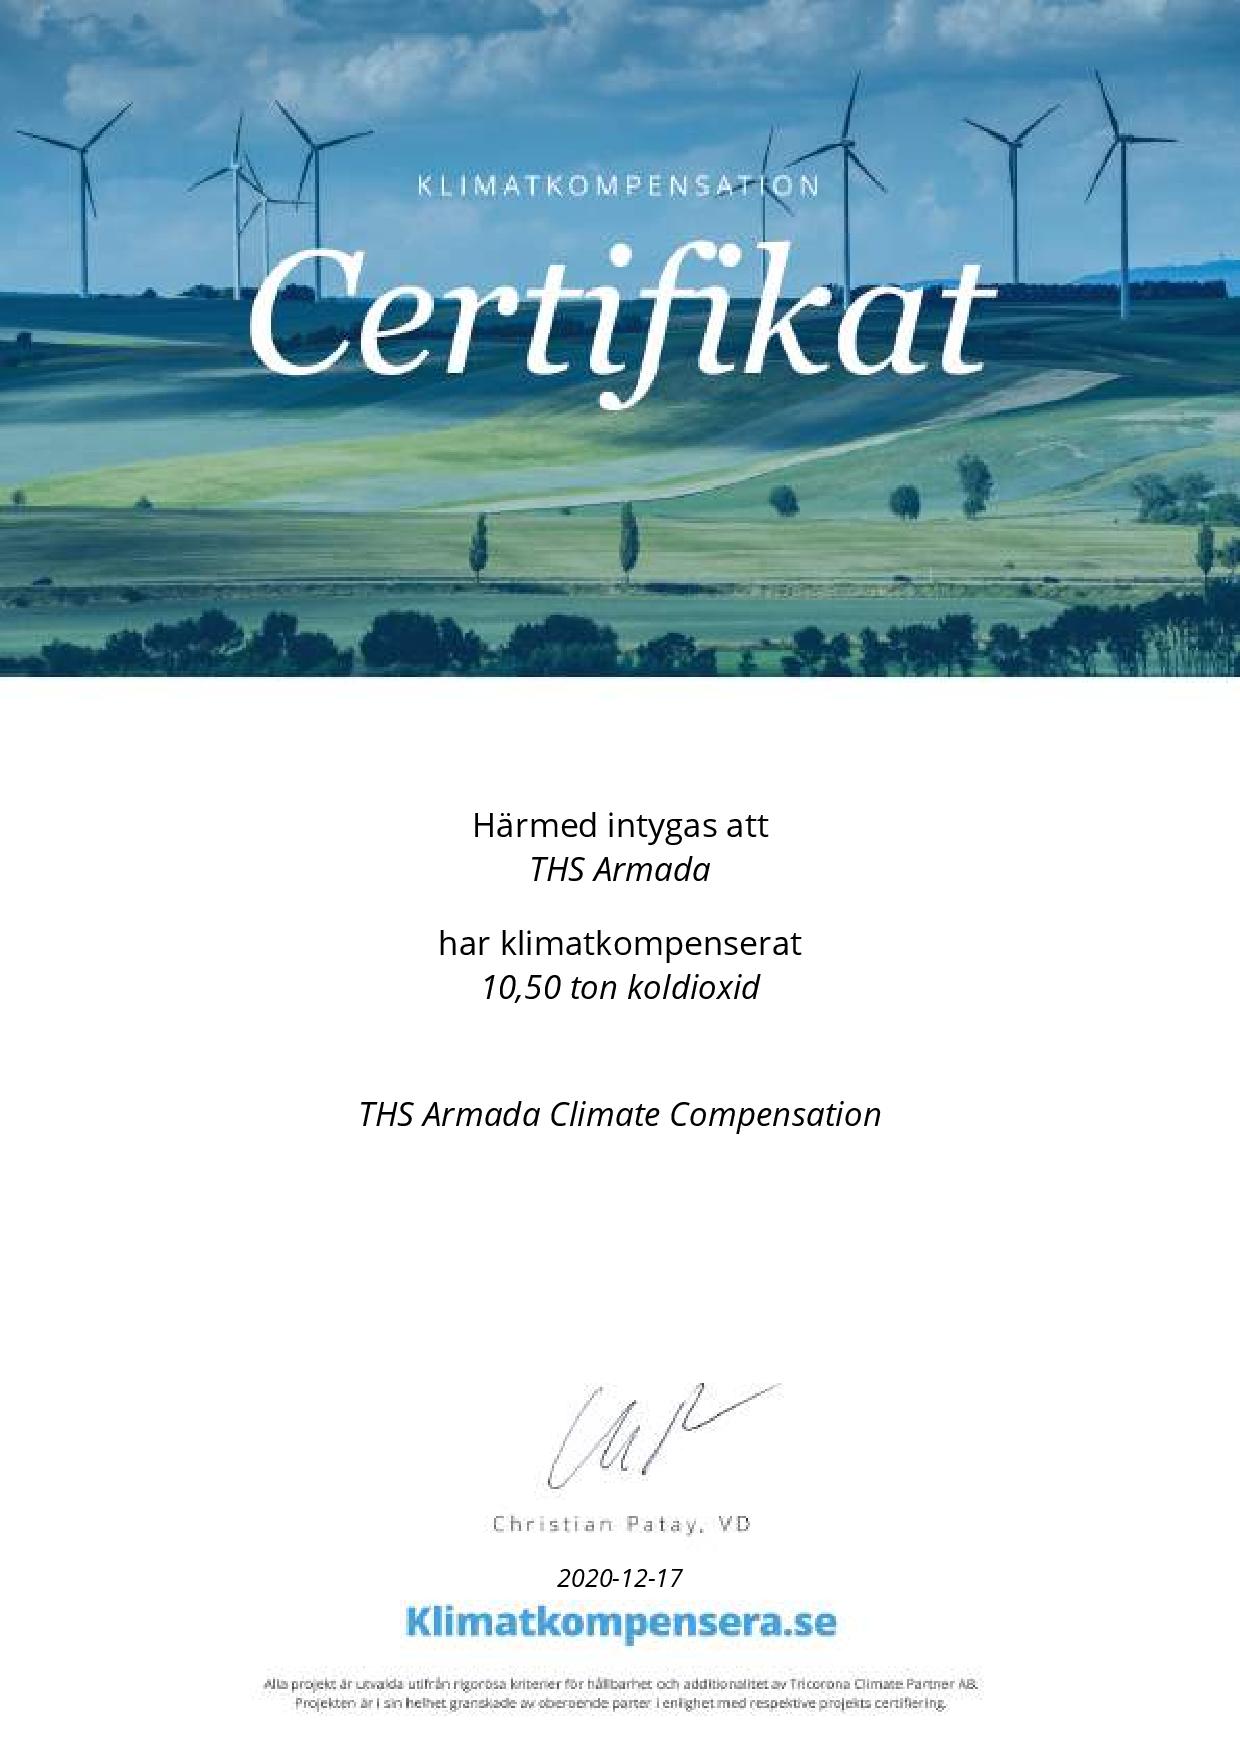 KLIMATKOMPENSATION
Certifikat
Härmed intygas att
THS Armada
har klimatkompenserat
10,50 ton koldioxid
THS Armada Climate Compensation
Christian Patay, VD
2020-12-17
Klimatkompensera.se
Alla projekt är utvalda utifrån rigorösa kriterier för hållbarhet och additionalitet av Tricorona Climate Partner AB.
Projekten är i sin helhet granskade av oberoende parter i enlighet med respektive projekts certifiering.